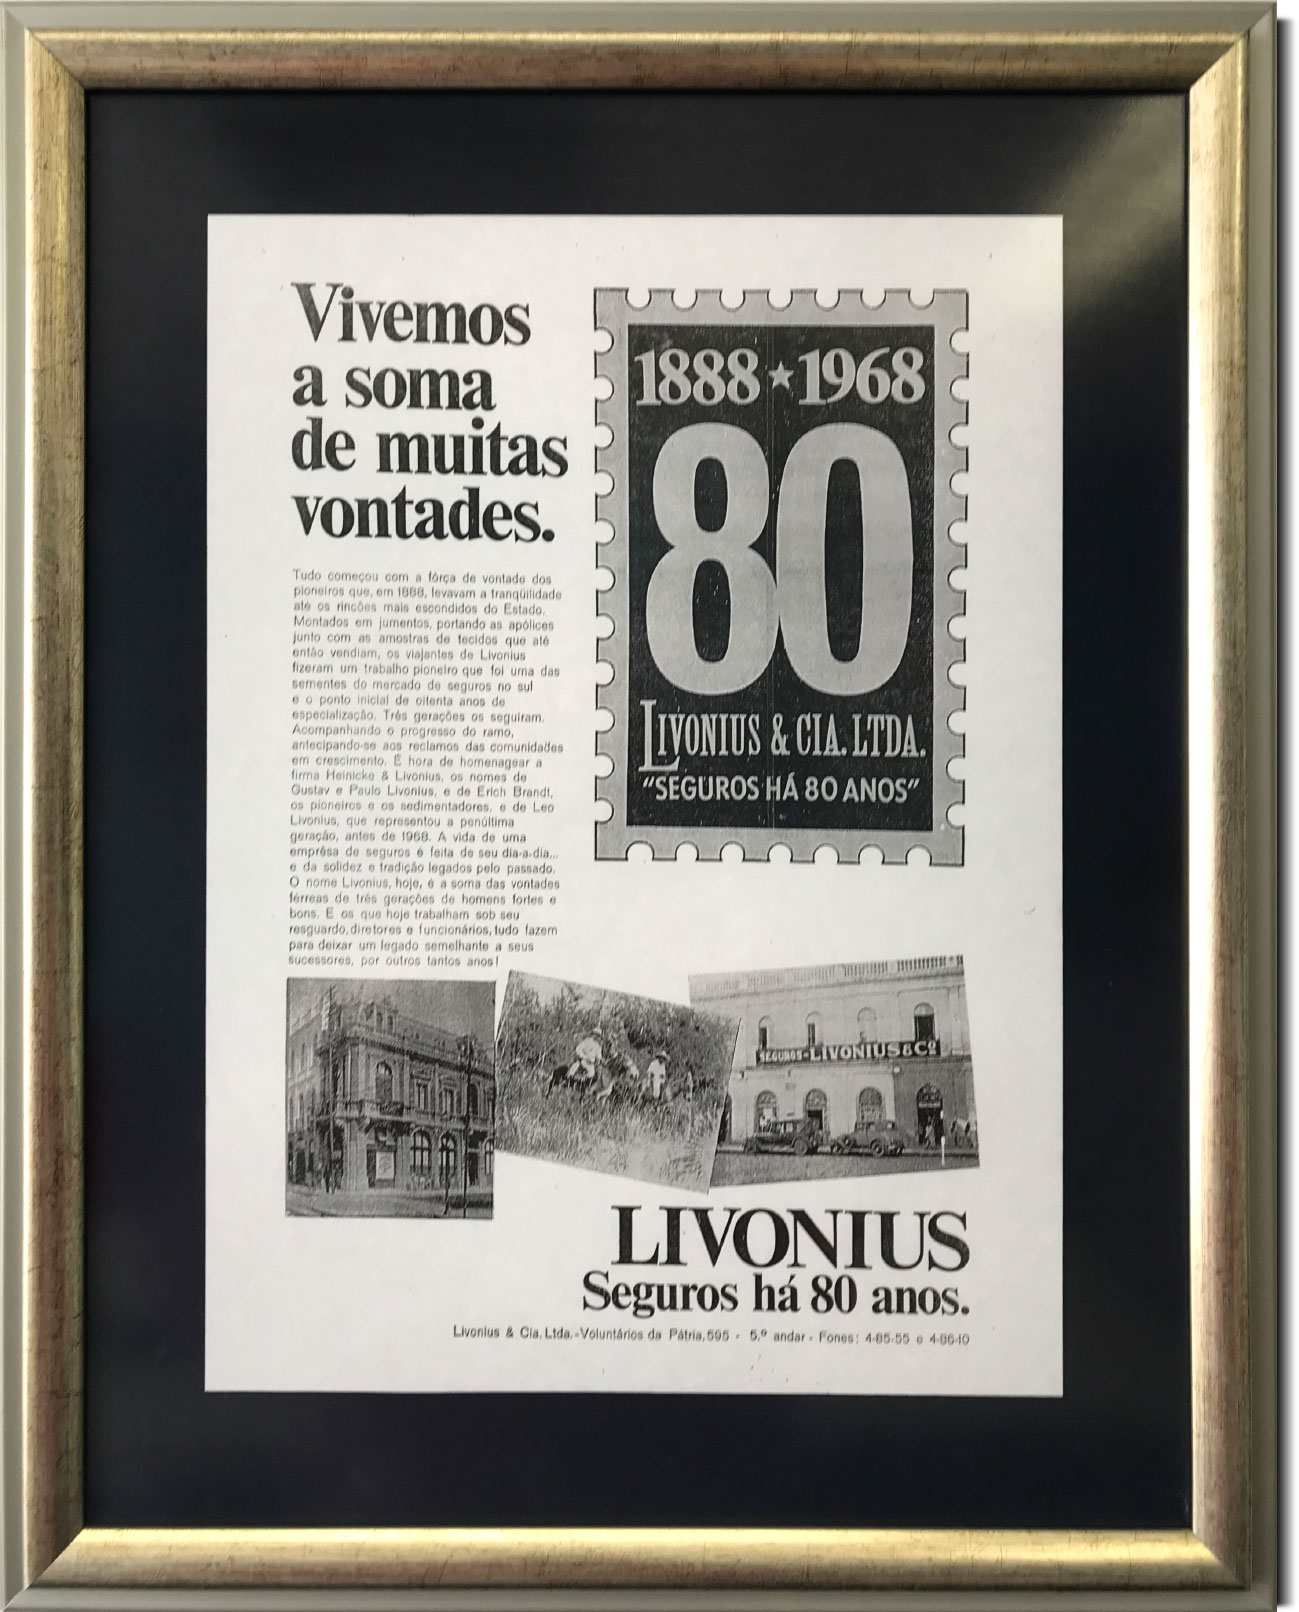 Vivemos
a soma
de muitas
vontades.
Tudo começou com a fôrça de vontade dos
pioneiros que, em 1888, levavam a tranqüilidade
até os rincões mais escondidos do Estado.
Montados em jumentos, portando as apólices
junto com as amostras de tecidos que até
então vendiam, os viajantes de Livonius
fizeram um trabalho pioneiro que foi uma das
sementes do mercado de seguros no sul
e o ponto inicial de oitenta anos de
especialização. Três gerações os seguiram.
Acompanhando o progresso do ramo,
antecipando-se aos reclamos das comunidades
em crescimento. É hora de homenagear a
firma Heinicke & Livonius, os nomes de
Gustav e Paulo Livonius, e de Erich Brandt,
os pioneiros e os sedimentadores, e de Leo
Livonius, que representou a penúltima
geração, antes de 1968. A vida de uma
emprêsa de seguros é feita de seu dia-a-dia...
e da solidez e tradição legados pelo passado.
O nome Livonius, hoje, é a soma das vontades
férreas de três gerações de homens fortes e
bons. E os que hoje trabalham sob seu
resguardo, diretores e funcionários, tudo fazem
para deixar um legado semelhante a seus
sucessores, por outros tantos anos!
1888 ★ 1968
80
LIVONIUS & CIA. LTDA.
"SEGUROS HÁ 80 ANOS"
SEGUROS-LIVONIUS & Cº
LIVONIUS
Seguros há 80 anos.
Livonius & Cia. Ltda.-Voluntários da Pátria, 595 - 5.º andar - Fones: 4-85-55 e 4-86-10